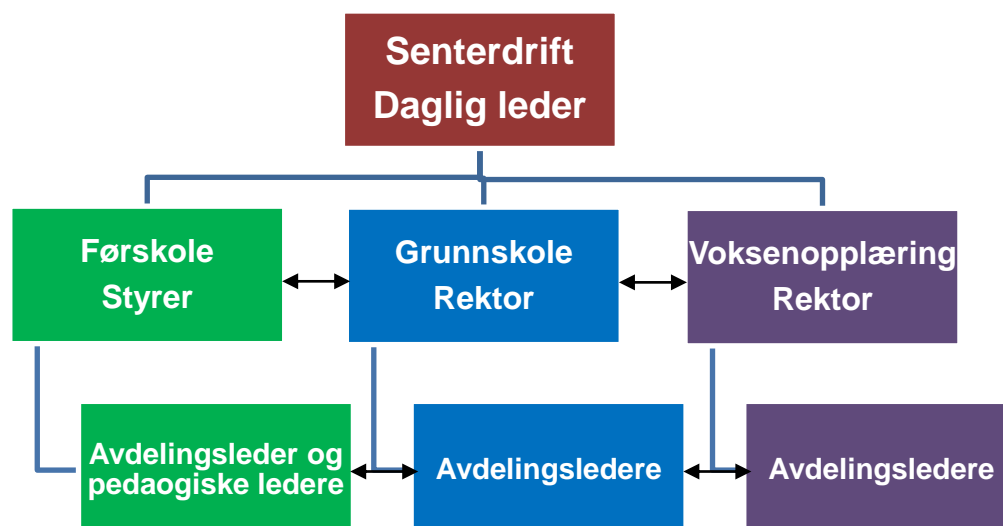 Senterdrift
Daglig leder
Førskole
Styrer
Grunnskole
Rektor
Voksenopplæring
Rektor
Avdelingsleder og
pedaogiske ledere
Avdelingsledere
Avdelingsledere